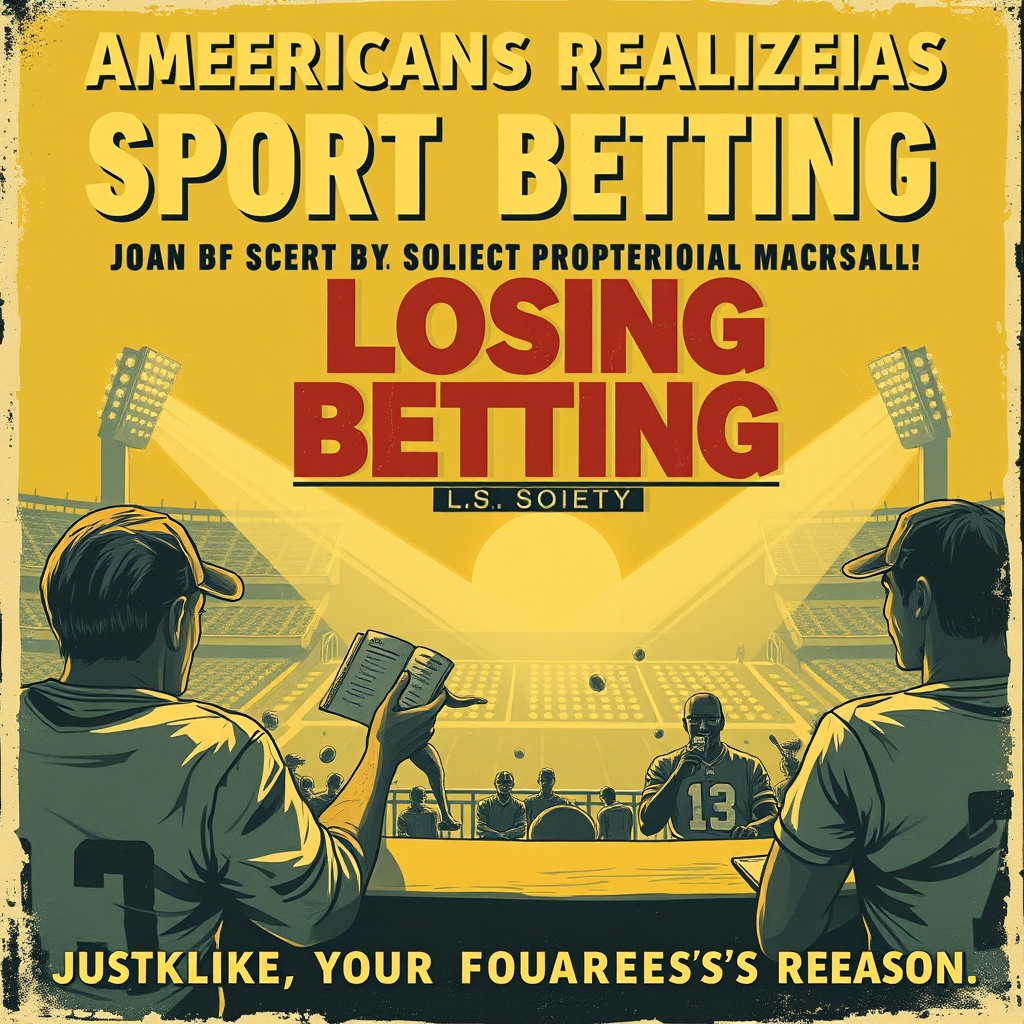 AMEERICANS REALIZEIAS
SPORT BETTING
JOAN BF SCERT BY. SOLIECT PROPTERIOIAL MACRSALL!
LOSING
BETTING
L.S.. SOIETY
13
3
JUSTKLIKE, YOUR FOUAREES'S'S REEASON.